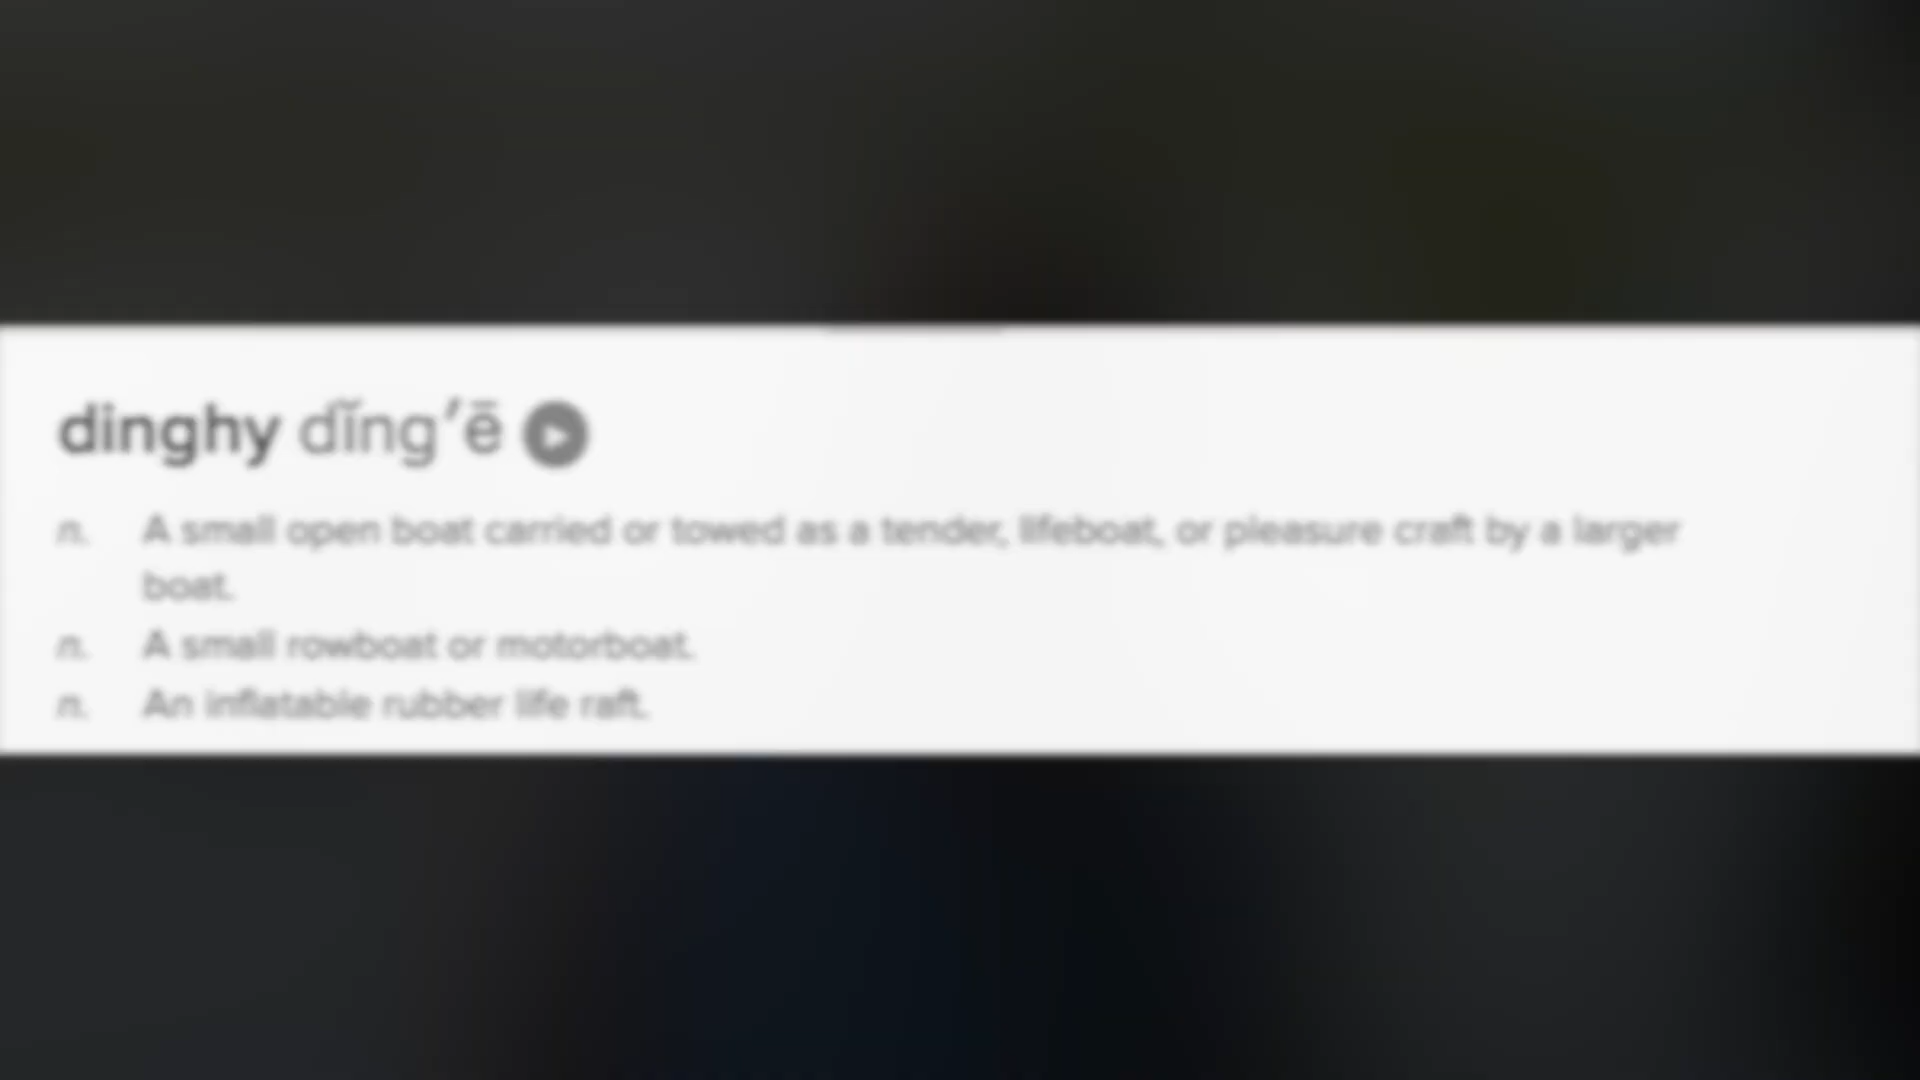 dinghy dĭng′ē
n. A small open boat carried or towed as a tender, lifeboat, or pleasure craft by a larger
boat.
n. A small rowboat or motorboat.
n. An inflatable rubber life raft.